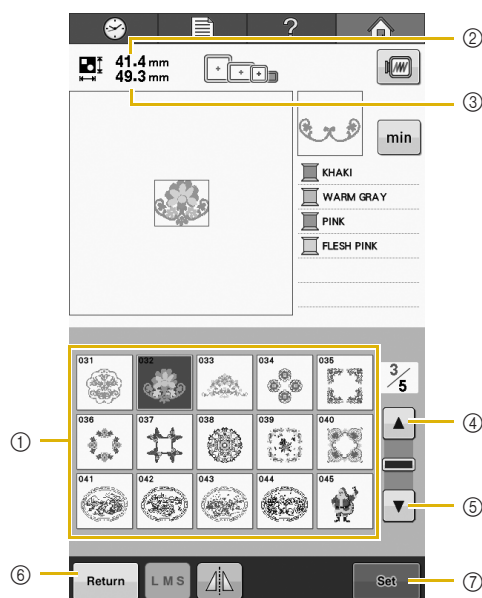 ?
②
41.4 mm
49.3 mm
③
min
KHAKI
WARM GRAY
PINK
FLESH PINK
031 032 033 034 035
3/5
036 037 038 039 040
①
④
041 042 043 044 045
⑤
⑥
Return
L M S
Set
⑦